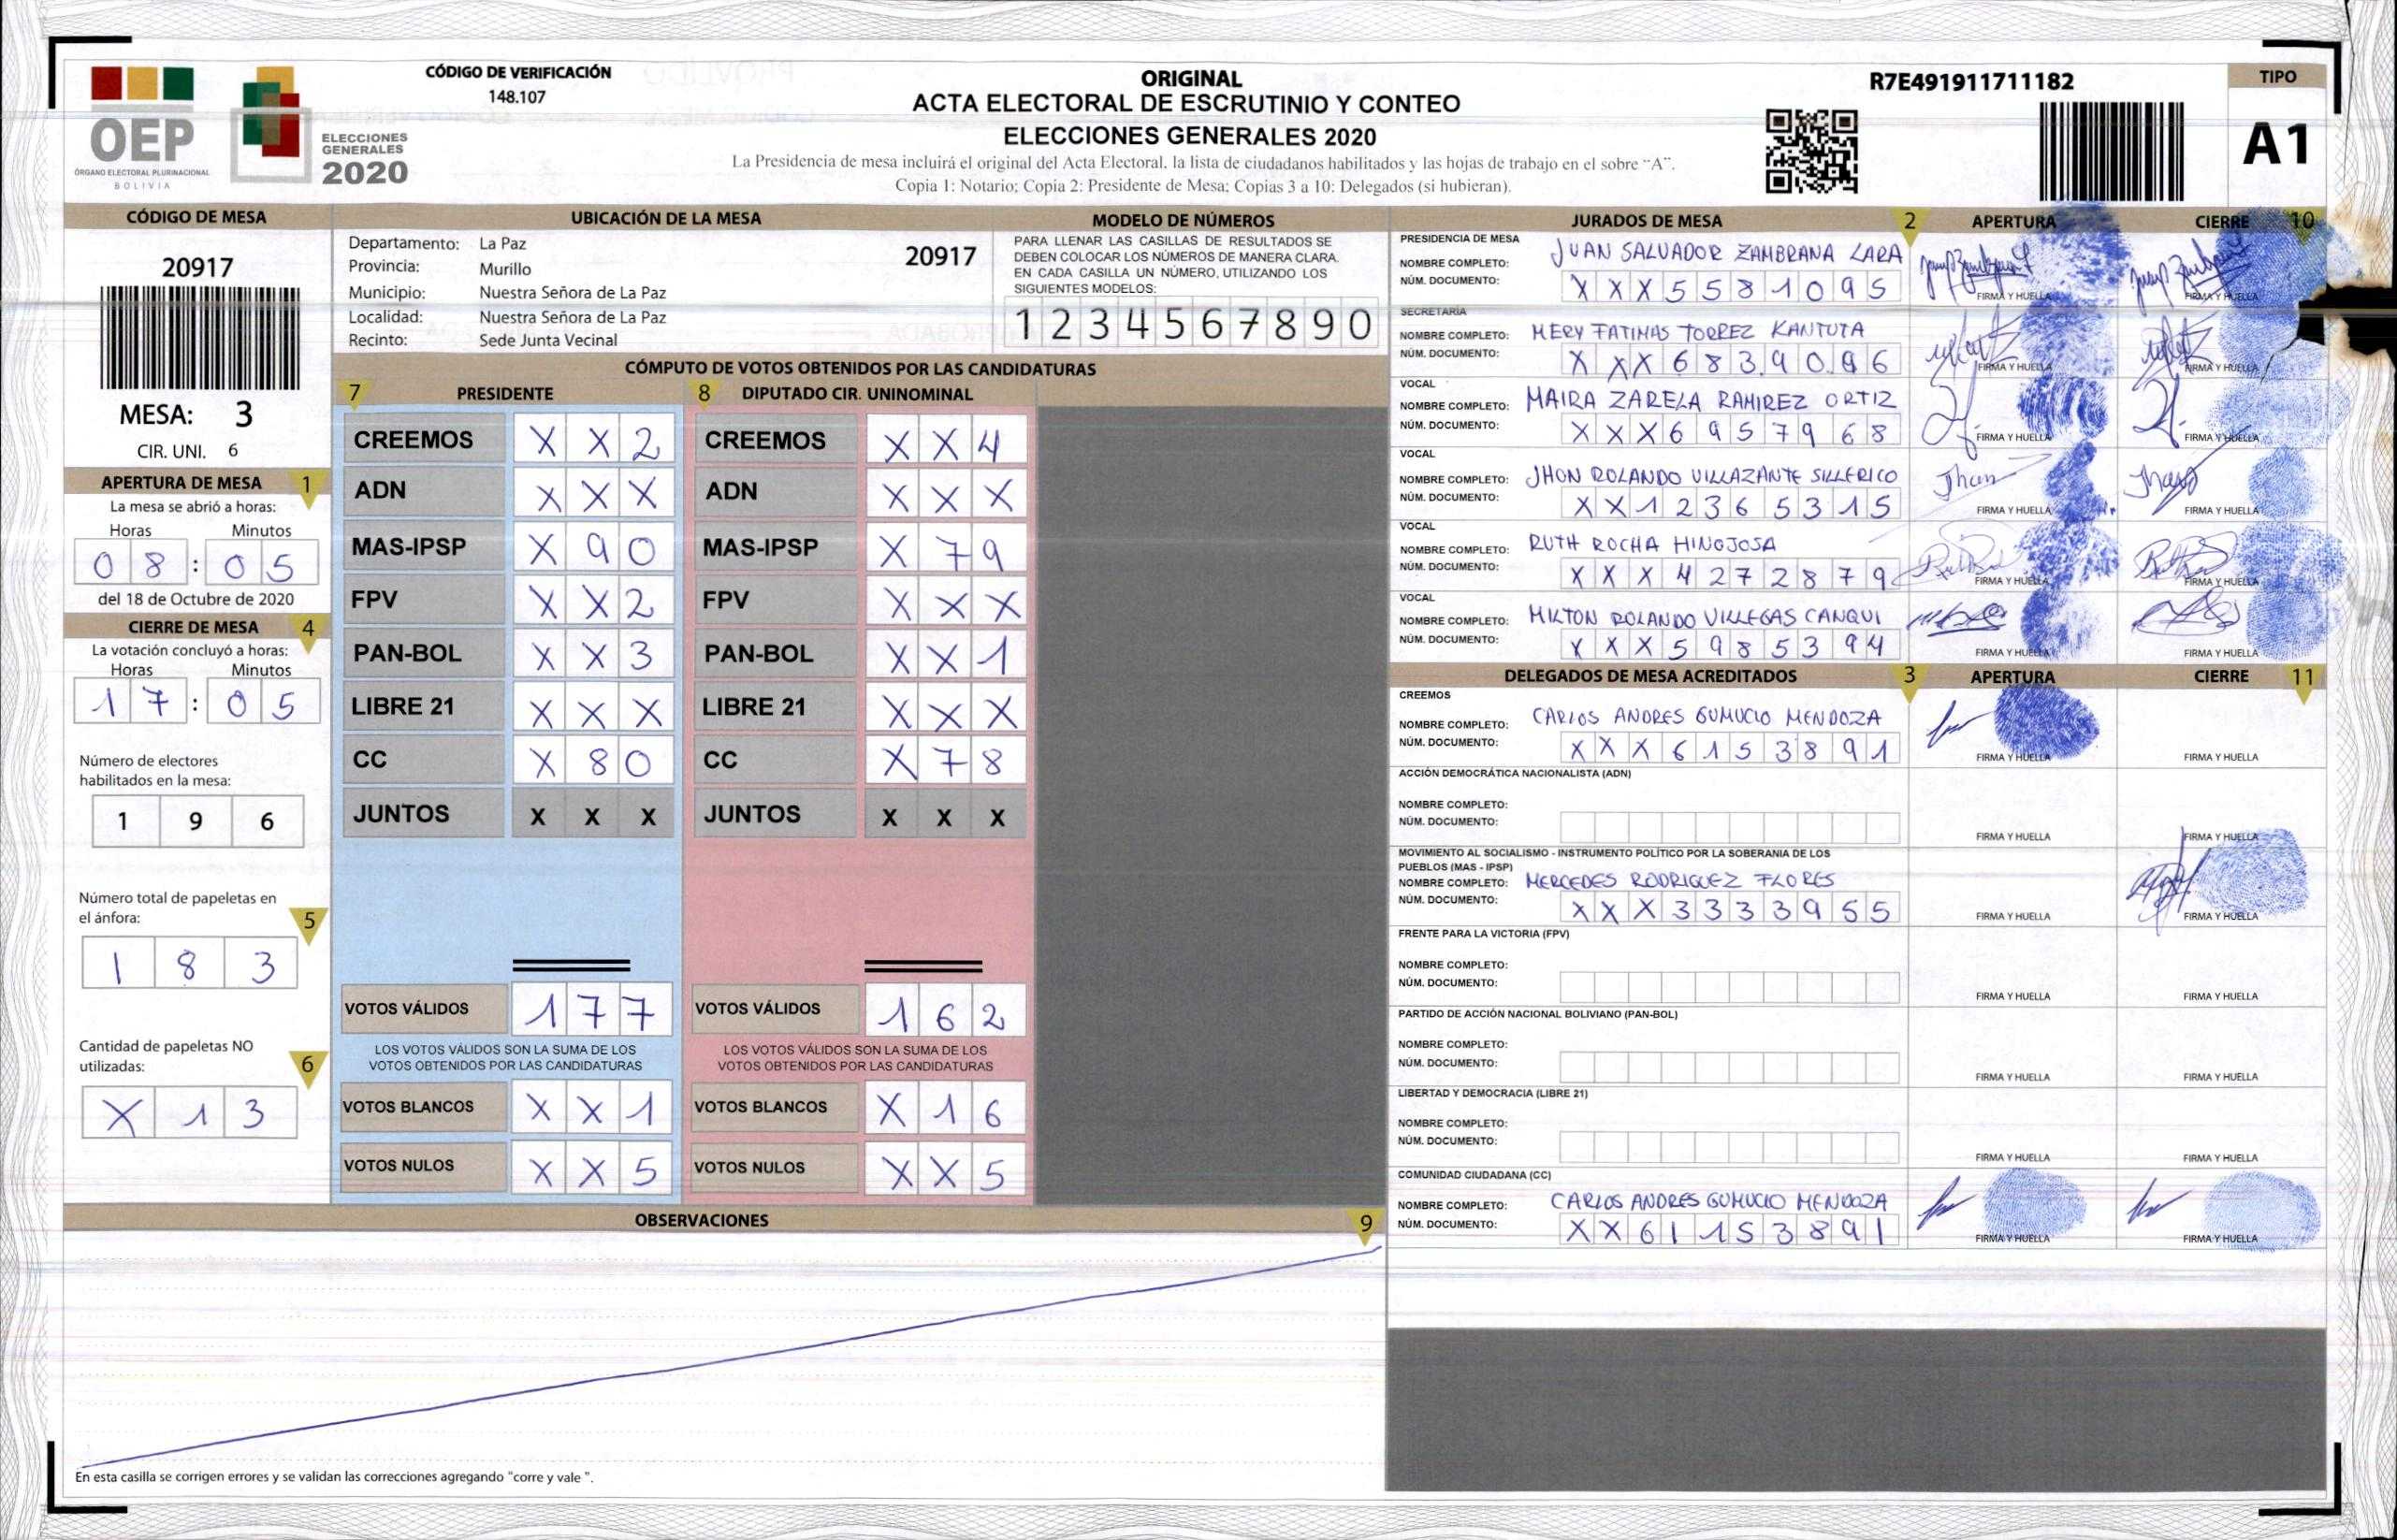 CÓDIGO DE VERIFICACIÓN
148.107
OEP
ÓRGANO ELECTORAL PLURINACIONAL
BOLIVIA
ELECCIONES
GENERALES
2020
ORIGINAL
ACTA ELECTORAL DE ESCRUTINIO Y CONTEO
ELECCIONES GENERALES 2020
La Presidencia de mesa incluirá el original del Acta Electoral, la lista de ciudadanos habilitados y las hojas de trabajo en el sobre "A".
Copia 1: Notario; Copia 2: Presidente de Mesa; Copias 3 a 10: Delegados (si hubieran).
R7E491911711182
TIPO
A1
CÓDIGO DE MESA
20917
MESA: 3
CIR. UNI. 6
APERTURA DE MESA 1
La mesa se abrió a horas:
Horas Minutos
08 : 05
del 18 de Octubre de 2020
CIERRE DE MESA 4
La votación concluyó a horas:
Horas Minutos
17 : 05
Número de electores
habilitados en la mesa:
1 9 6
Número total de papeletas en
el ánfora: 5
1 8 3
Cantidad de papeletas NO
utilizadas: 6
X 1 3
UBICACIÓN DE LA MESA
Departamento: La Paz 20917
Provincia: Murillo
Municipio: Nuestra Señora de La Paz
Localidad: Nuestra Señora de La Paz
Recinto: Sede Junta Vecinal
MODELO DE NÚMEROS
PARA LLENAR LAS CASILLAS DE RESULTADOS SE
DEBEN COLOCAR LOS NÚMEROS DE MANERA CLARA.
EN CADA CASILLA UN NÚMERO, UTILIZANDO LOS
SIGUIENTES MODELOS:
1 2 3 4 5 6 7 8 9 0
CÓMPUTO DE VOTOS OBTENIDOS POR LAS CANDIDATURAS
7 PRESIDENTE
CREEMOS X X 2
ADN X X X
MAS-IPSP X 9 0
FPV X X 2
PAN-BOL X X 3
LIBRE 21 X X X
CC X 8 0
JUNTOS X X X
VOTOS VÁLIDOS 1 7 7
LOS VOTOS VÁLIDOS SON LA SUMA DE LOS
VOTOS OBTENIDOS POR LAS CANDIDATURAS
VOTOS BLANCOS X X 1
VOTOS NULOS X X 5
8 DIPUTADO CIR. UNINOMINAL
CREEMOS X X 4
ADN X X X
MAS-IPSP X 7 9
FPV X X X
PAN-BOL X X 1
LIBRE 21 X X X
CC X 7 8
JUNTOS X X X
VOTOS VÁLIDOS 1 6 2
LOS VOTOS VÁLIDOS SON LA SUMA DE LOS
VOTOS OBTENIDOS POR LAS CANDIDATURAS
VOTOS BLANCOS X 1 6
VOTOS NULOS X X 5
OBSERVACIONES 9
En esta casilla se corrigen errores y se validan las correcciones agregando "corre y vale ".
JURADOS DE MESA 2 APERTURA CIERRE 10
PRESIDENCIA DE MESA
NOMBRE COMPLETO: JUAN SALVADOR ZAMBRANA LARA
NÚM. DOCUMENTO: X X X 5 5 8 1 0 9 5
FIRMA Y HUELLA FIRMA Y HUELLA
SECRETARIA
NOMBRE COMPLETO: MERY FATIMAS TORREZ KANTUTA
NÚM. DOCUMENTO: X X X 6 8 3 9 0 9 6
FIRMA Y HUELLA FIRMA Y HUELLA
VOCAL
NOMBRE COMPLETO: MAIRA ZARELA RAMIREZ ORTIZ
NÚM. DOCUMENTO: X X X 6 9 5 7 9 6 8
FIRMA Y HUELLA FIRMA Y HUELLA
VOCAL
NOMBRE COMPLETO: JHON ROLANDO VILLAZANTE SILLERICO
NÚM. DOCUMENTO: X X 1 2 3 6 5 3 1 5
Jhan Jhan
FIRMA Y HUELLA FIRMA Y HUELLA
VOCAL
NOMBRE COMPLETO: RUTH ROCHA HINOJOSA
NÚM. DOCUMENTO: X X X 4 2 7 2 8 7 9
FIRMA Y HUELLA FIRMA Y HUELLA
VOCAL
NOMBRE COMPLETO: MILTON ROLANDO VILLEGAS CANQUI
NÚM. DOCUMENTO: X X X 5 9 8 5 3 9 4
FIRMA Y HUELLA FIRMA Y HUELLA
DELEGADOS DE MESA ACREDITADOS 3 APERTURA CIERRE 11
CREEMOS
NOMBRE COMPLETO: CARLOS ANDRES GUMUCIO MENDOZA
NÚM. DOCUMENTO: X X X 6 1 5 3 8 9 1
FIRMA Y HUELLA FIRMA Y HUELLA
ACCIÓN DEMOCRÁTICA NACIONALISTA (ADN)
NOMBRE COMPLETO:
NÚM. DOCUMENTO:
FIRMA Y HUELLA FIRMA Y HUELLA
MOVIMIENTO AL SOCIALISMO - INSTRUMENTO POLÍTICO POR LA SOBERANIA DE LOS
PUEBLOS (MAS - IPSP)
NOMBRE COMPLETO: MERCEDES RODRIGUEZ FLORES
NÚM. DOCUMENTO: X X X 3 3 3 3 9 5 5
FIRMA Y HUELLA FIRMA Y HUELLA
FRENTE PARA LA VICTORIA (FPV)
NOMBRE COMPLETO:
NÚM. DOCUMENTO:
FIRMA Y HUELLA FIRMA Y HUELLA
PARTIDO DE ACCIÓN NACIONAL BOLIVIANO (PAN-BOL)
NOMBRE COMPLETO:
NÚM. DOCUMENTO:
FIRMA Y HUELLA FIRMA Y HUELLA
LIBERTAD Y DEMOCRACIA (LIBRE 21)
NOMBRE COMPLETO:
NÚM. DOCUMENTO:
FIRMA Y HUELLA FIRMA Y HUELLA
COMUNIDAD CIUDADANA (CC)
NOMBRE COMPLETO: CARLOS ANDRES GUMUCIO MENDOZA
NÚM. DOCUMENTO: X X 6 1 1 5 3 8 9 1
FIRMA Y HUELLA FIRMA Y HUELLA